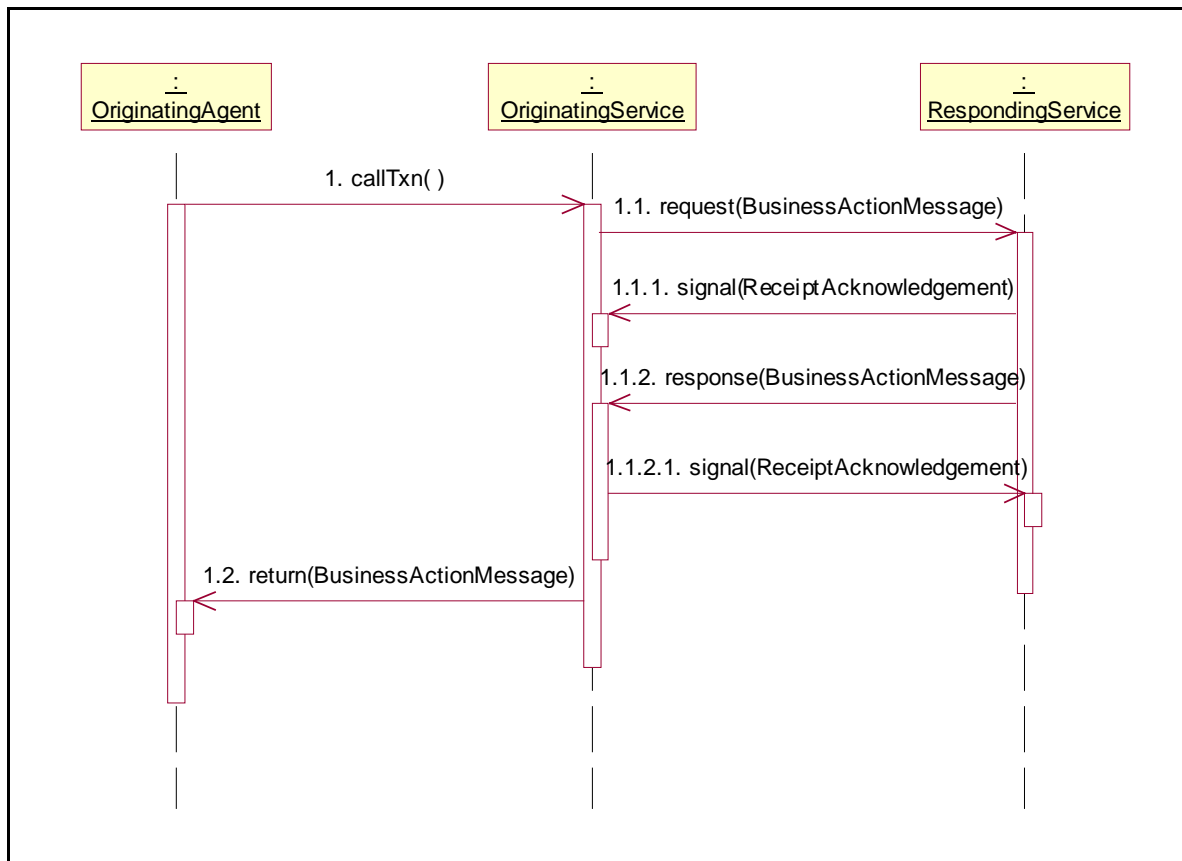 :
OriginatingAgent
:
OriginatingService
:
RespondingService
1. callTxn( )
1.1. request(BusinessActionMessage)
1.1.1. signal(ReceiptAcknowledgement)
1.1.2. response(BusinessActionMessage)
1.1.2.1. signal(ReceiptAcknowledgement)
1.2. return(BusinessActionMessage)